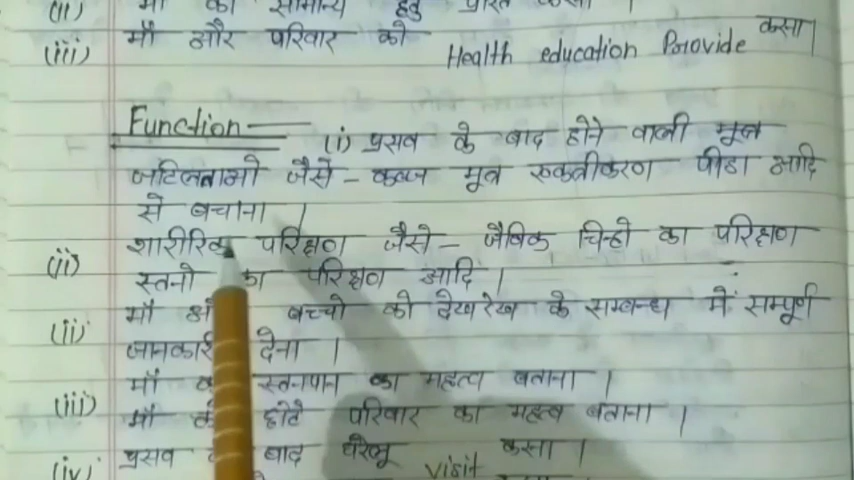 (ii) माँ को सामान्य हेतु प्रेरित करना ।
(iii) माँ और परिवार को Health education Provide करना।
Function — (i) प्रसव के बाद होने वाली मूत्र
जटिलताओ जैसे - कब्ज मूत्र पीडा आदि
से बचाना ।
(ii) शारीरिक परिक्षण जैसे - जैविक चिन्हो का परिक्षण
स्तनो का परिक्षण आदि ।
(ii) माँ बच्चो की देखरेख के सम्बन्ध में सम्पूर्ण
जानकारी देना ।
(iii) माँ स्तनपान का महत्व बताना ।
माँ छोटे परिवार का महत्व बताना ।
(iv) प्रसव के बाद घरेलू visit करना ।